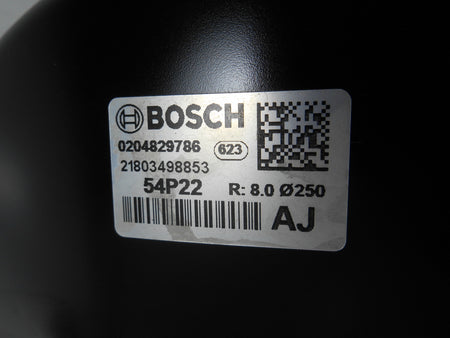 BOSCH
0204829786 623
21803498853
54P22 R: 8.0 Ø250
AJ